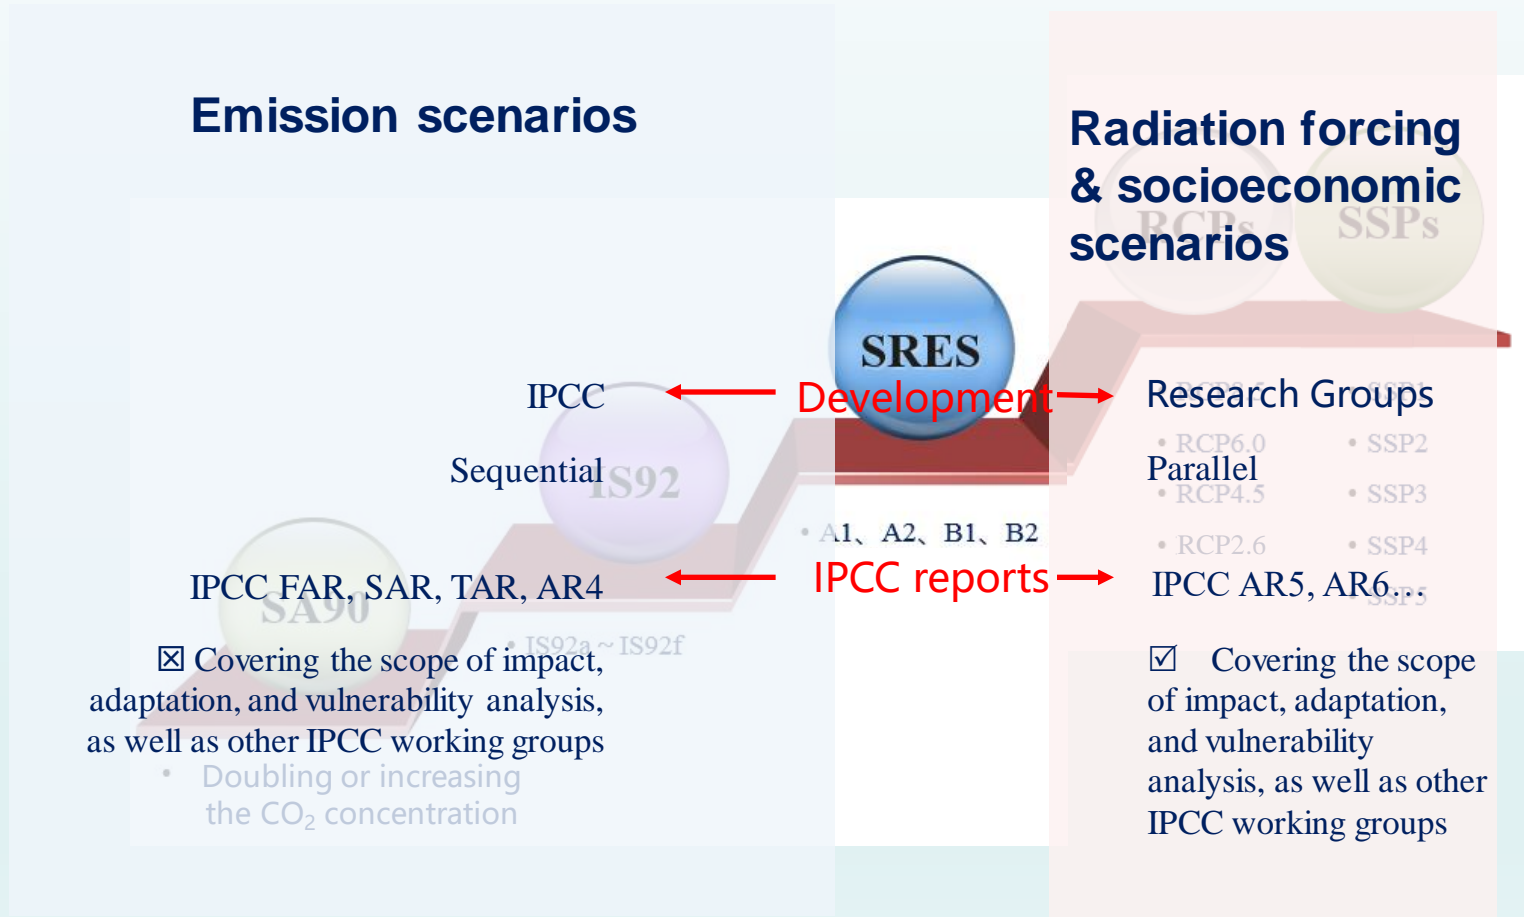 Emission scenarios
Radiation forcing
& socioeconomic
scenarios
RCPs
SSPs
SRES
IPCC
Development
Research Groups
RCP8.5
• SSP1
• RCP6.0
• SSP2
Sequential
IS92
Parallel
• RCP4.5
• SSP3
• A1、A2、B1、B2
• RCP2.6
• SSP4
IPCC FAR, SAR, TAR, AR4
IPCC reports
IPCC AR5, AR6…
• SSP5
SA90
• IS92a~IS92f
☒ Covering the scope of impact,
adaptation, and vulnerability analysis,
as well as other IPCC working groups
• Doubling or increasing
the CO₂ concentration
☑ Covering the scope
of impact, adaptation,
and vulnerability
analysis, as well as other
IPCC working groups